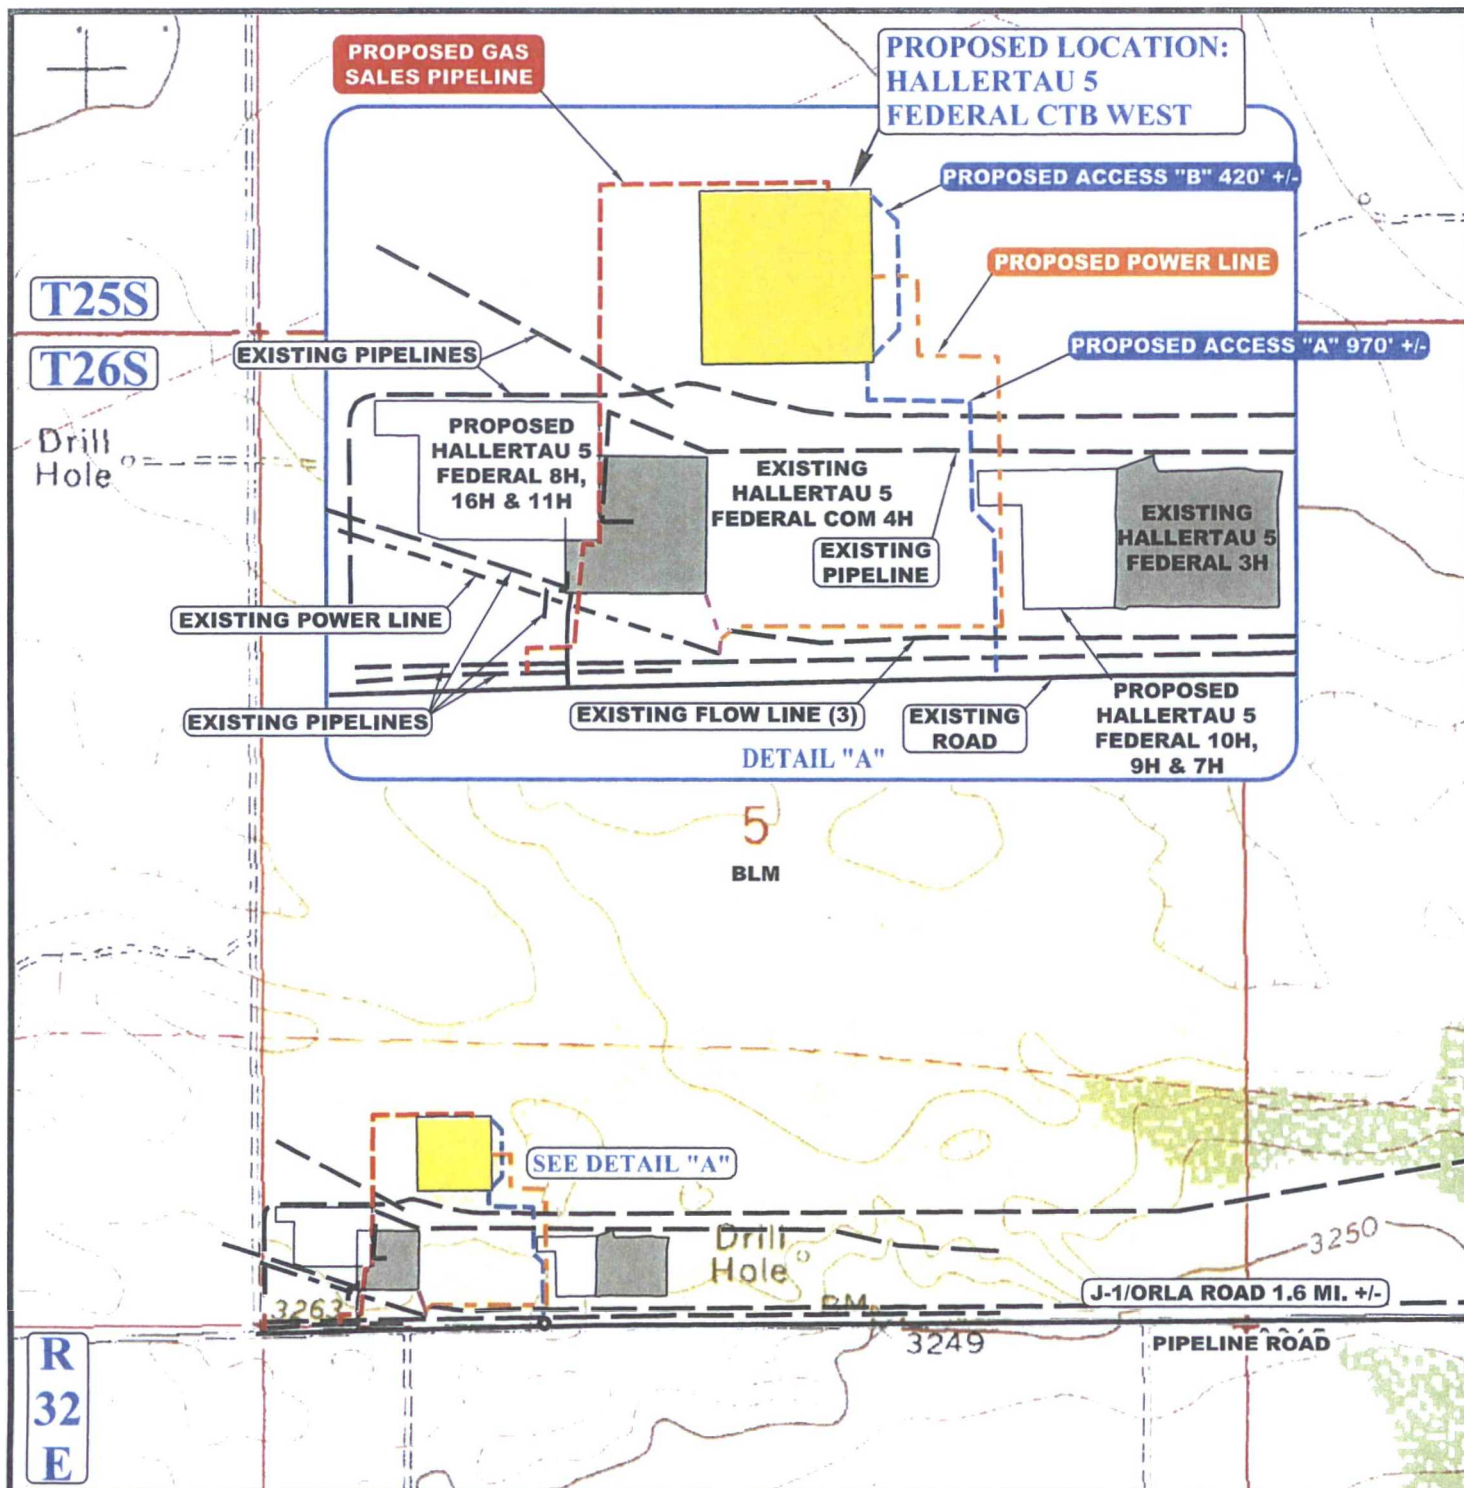 PROPOSED GAS
SALES PIPELINE
PROPOSED LOCATION:
HALLERTAU 5
FEDERAL CTB WEST
PROPOSED ACCESS "B" 420' +/-
PROPOSED POWER LINE
T25S
T26S
PROPOSED ACCESS "A" 970' +/-
EXISTING PIPELINES
Drill
Hole
PROPOSED
HALLERTAU 5
FEDERAL 8H,
16H & 11H
EXISTING
HALLERTAU 5
FEDERAL COM 4H
EXISTING
PIPELINE
EXISTING
HALLERTAU 5
FEDERAL 3H
EXISTING POWER LINE
EXISTING PIPELINES
EXISTING FLOW LINE (3)
EXISTING
ROAD
PROPOSED
HALLERTAU 5
FEDERAL 10H,
9H & 7H
DETAIL "A"
5
BLM
SEE DETAIL "A"
Drill
Hole
3250
3263
BM
J-1/ORLA ROAD 1.6 MI. +/-
3249
PIPELINE ROAD
R
32
E